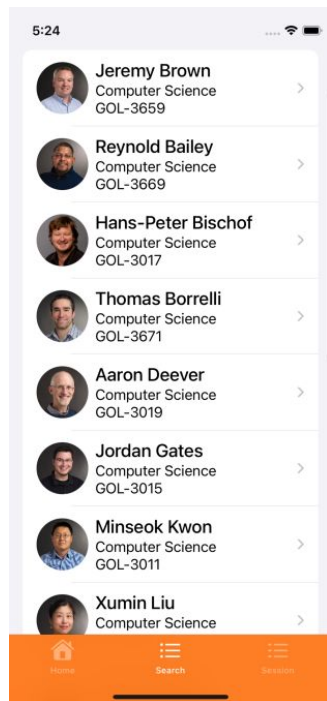 5:24
Jeremy Brown
Computer Science
GOL-3659
Reynold Bailey
Computer Science
GOL-3669
Hans-Peter Bischof
Computer Science
GOL-3017
Thomas Borrelli
Computer Science
GOL-3671
Aaron Deever
Computer Science
GOL-3019
Jordan Gates
Computer Science
GOL-3015
Minseok Kwon
Computer Science
GOL-3011
Xumin Liu
Computer Science
Home Search Session